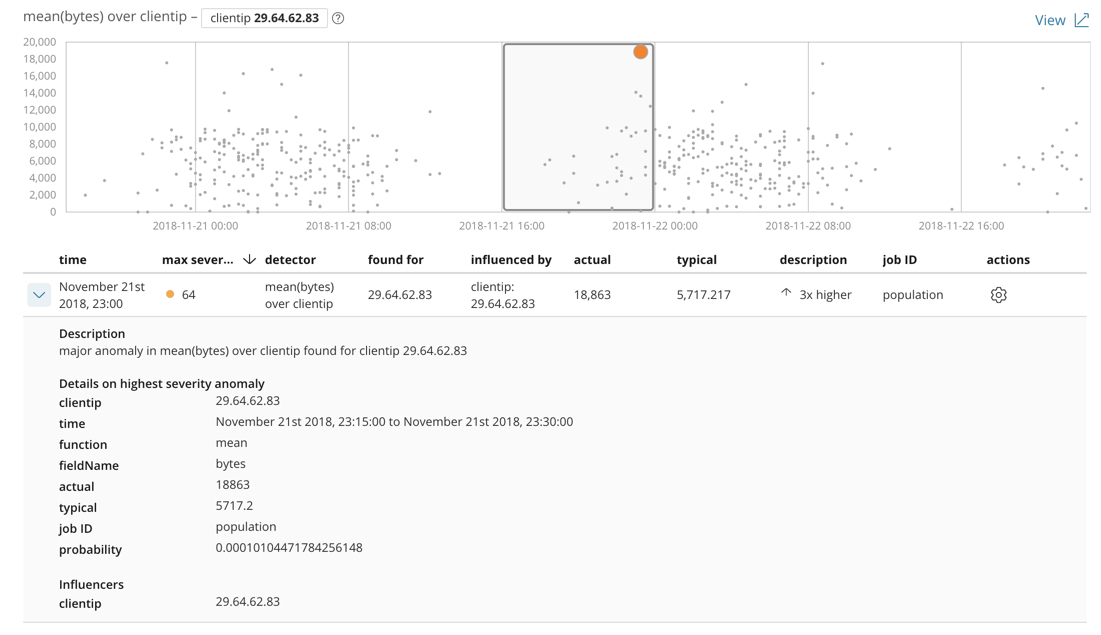 mean(bytes) over clientip – clientip 29.64.62.83
View
20,000
18,000
16,000
14,000
12,000
10,000
8,000
6,000
4,000
2,000
0
2018-11-21 00:00 2018-11-21 08:00 2018-11-21 16:00 2018-11-22 00:00 2018-11-22 08:00 2018-11-22 16:00
time max sever... detector found for influenced by actual typical description job ID actions
November 21st 2018, 23:00 64 mean(bytes) over clientip 29.64.62.83 clientip: 29.64.62.83 18,863 5,717.217 ↑ 3x higher population
Description
major anomaly in mean(bytes) over clientip found for clientip 29.64.62.83
Details on highest severity anomaly
clientip 29.64.62.83
time November 21st 2018, 23:15:00 to November 21st 2018, 23:30:00
function mean
fieldName bytes
actual 18863
typical 5717.2
job ID population
probability 0.00010104471784256148
Influencers
clientip 29.64.62.83